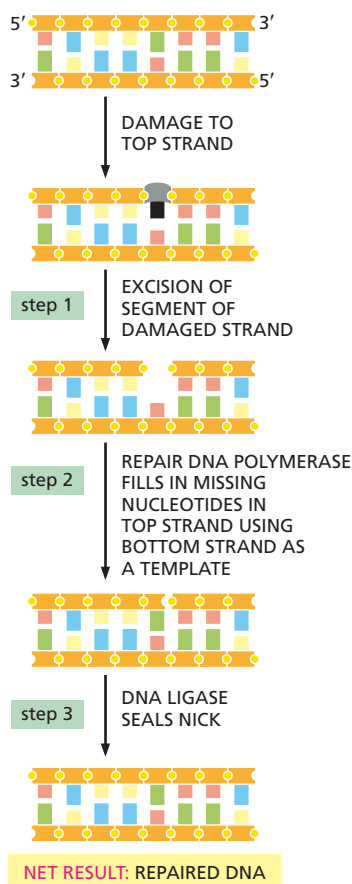 5′ 3′
3′ 5′
DAMAGE TO
TOP STRAND
step 1
EXCISION OF
SEGMENT OF
DAMAGED STRAND
step 2
REPAIR DNA POLYMERASE
FILLS IN MISSING
NUCLEOTIDES IN
TOP STRAND USING
BOTTOM STRAND AS
A TEMPLATE
step 3
DNA LIGASE
SEALS NICK
NET RESULT: REPAIRED DNA